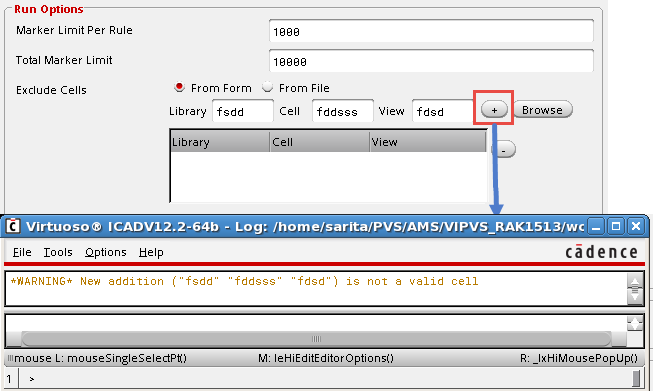 Run Options
Marker Limit Per Rule 1000
Total Marker Limit 10000
Exclude Cells From Form From File
Library fsdd Cell fddsss View fdsd + Browse
Library Cell View
-
Virtuoso® ICADV12.2-64b - Log: /home/sarita/PVS/AMS/VIPVS_RAK1513/wo
File Tools Options Help cādence
*WARNING* New addition ("fsdd" "fddsss" "fdsd") is not a valid cell
mouse L: mouseSingleSelectPt() M: leHiEditEditorOptions() R: _lxHiMousePopUp()
1 >